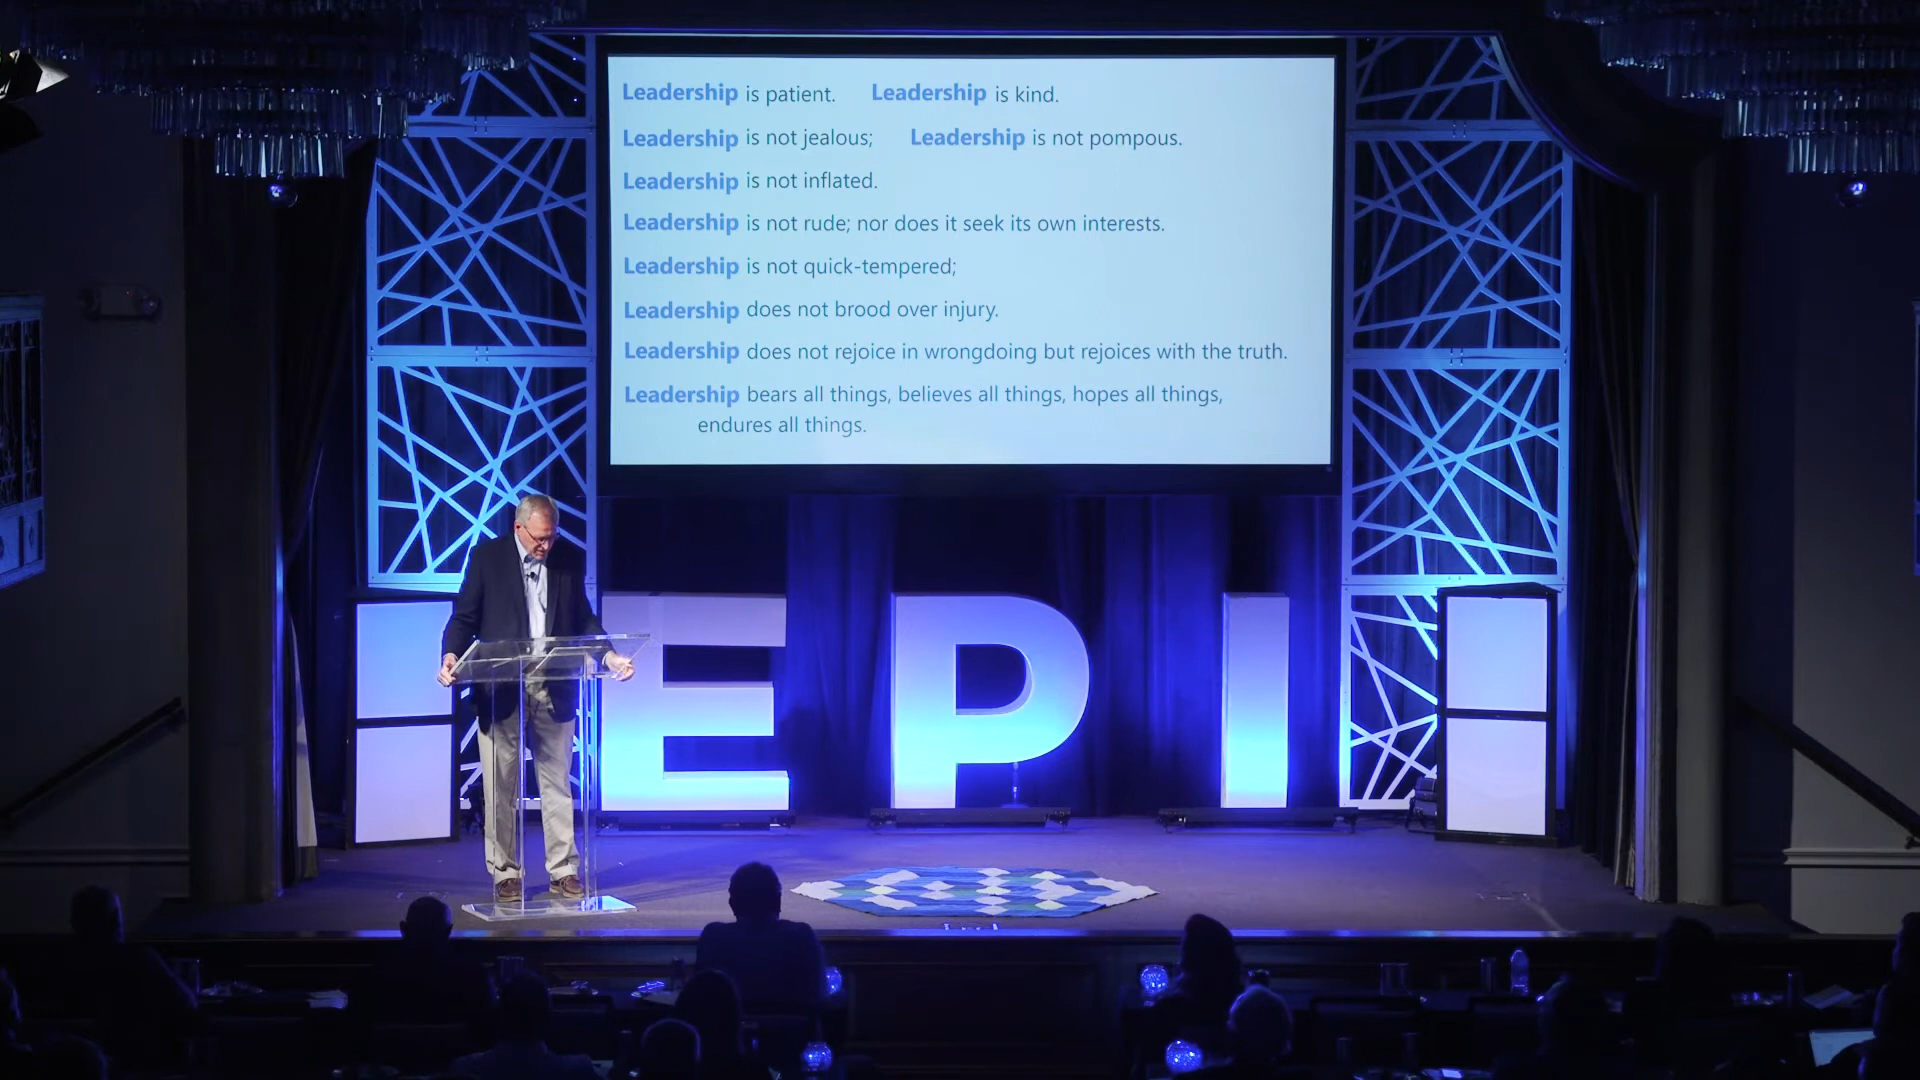 Leadership is patient. Leadership is kind.
Leadership is not jealous; Leadership is not pompous.
Leadership is not inflated.
Leadership is not rude; nor does it seek its own interests.
Leadership is not quick-tempered;
Leadership does not brood over injury.
Leadership does not rejoice in wrongdoing but rejoices with the truth.
Leadership bears all things, believes all things, hopes all things,
endures all things.
EPI